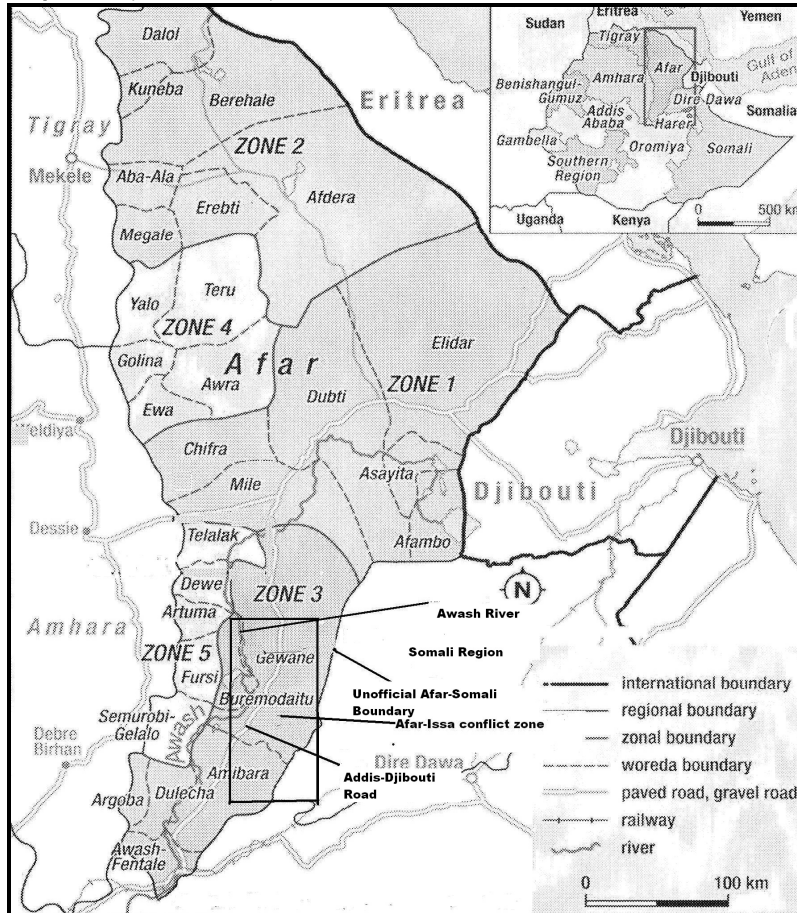 Sudan
Eritrea
Yemen
Tigray
Gulf of
Aden
Afar
Amhara
Djibouti
Benishangul-
Gumuz
Dire Dawa
Addis
Ababa
Somalia
Harer
Gambella
Oromiya
Somali
Southern
Region
0 500 km
Uganda
Kenya
Dalol
Kuneba
Berehale
Eritrea
Tigray
ZONE 2
Mekele
Aba-Ala
Afdera
Erebti
Megale
Teru
Yalo
ZONE 4
Elidar
Golina
Afar
Awra
ZONE 1
Dubti
Ewa
Weldiya
Chifra
Djibouti
Asayita
Mile
Djibouti
Dessie
Telalak
Afambo
Dewe
ZONE 3
N
Artuma
Awash River
Amhara
ZONE 5
Gewane
Somali Region
Fursi
Unofficial Afar-Somali
Boundary
Buremodaitu
Semurobi-
Gelalo
Awash
Afar-Issa conflict zone
Debre
Birhan
Dire Dawa
Amibara
Addis-Djibouti
Road
Dulecha
Argoba
Awash-
Fentale
international boundary
regional boundary
zonal boundary
woreda boundary
paved road, gravel road
railway
river
0 100 km